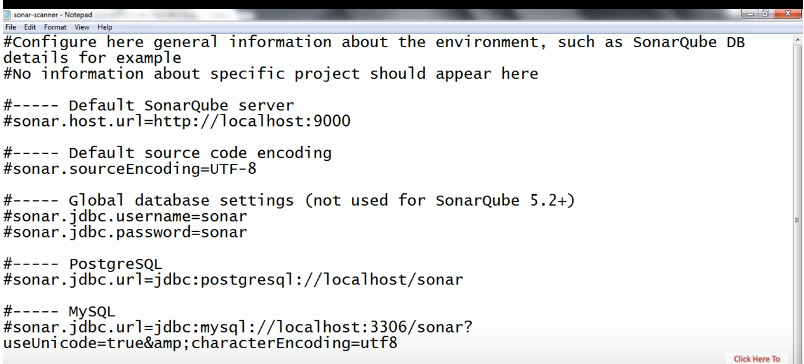 sonar-scanner - Notepad
File Edit Format View Help
#Configure here general information about the environment, such as SonarQube DB
details for example
#No information about specific project should appear here
#----- Default SonarQube server
#sonar.host.url=http://localhost:9000
#----- Default source code encoding
#sonar.sourceEncoding=UTF-8
#----- Global database settings (not used for SonarQube 5.2+)
#sonar.jdbc.username=sonar
#sonar.jdbc.password=sonar
#----- PostgreSQL
#sonar.jdbc.url=jdbc:postgresql://localhost/sonar
#----- MySQL
#sonar.jdbc.url=jdbc:mysql://localhost:3306/sonar?
useUnicode=true&amp;characterEncoding=utf8
Click Here To